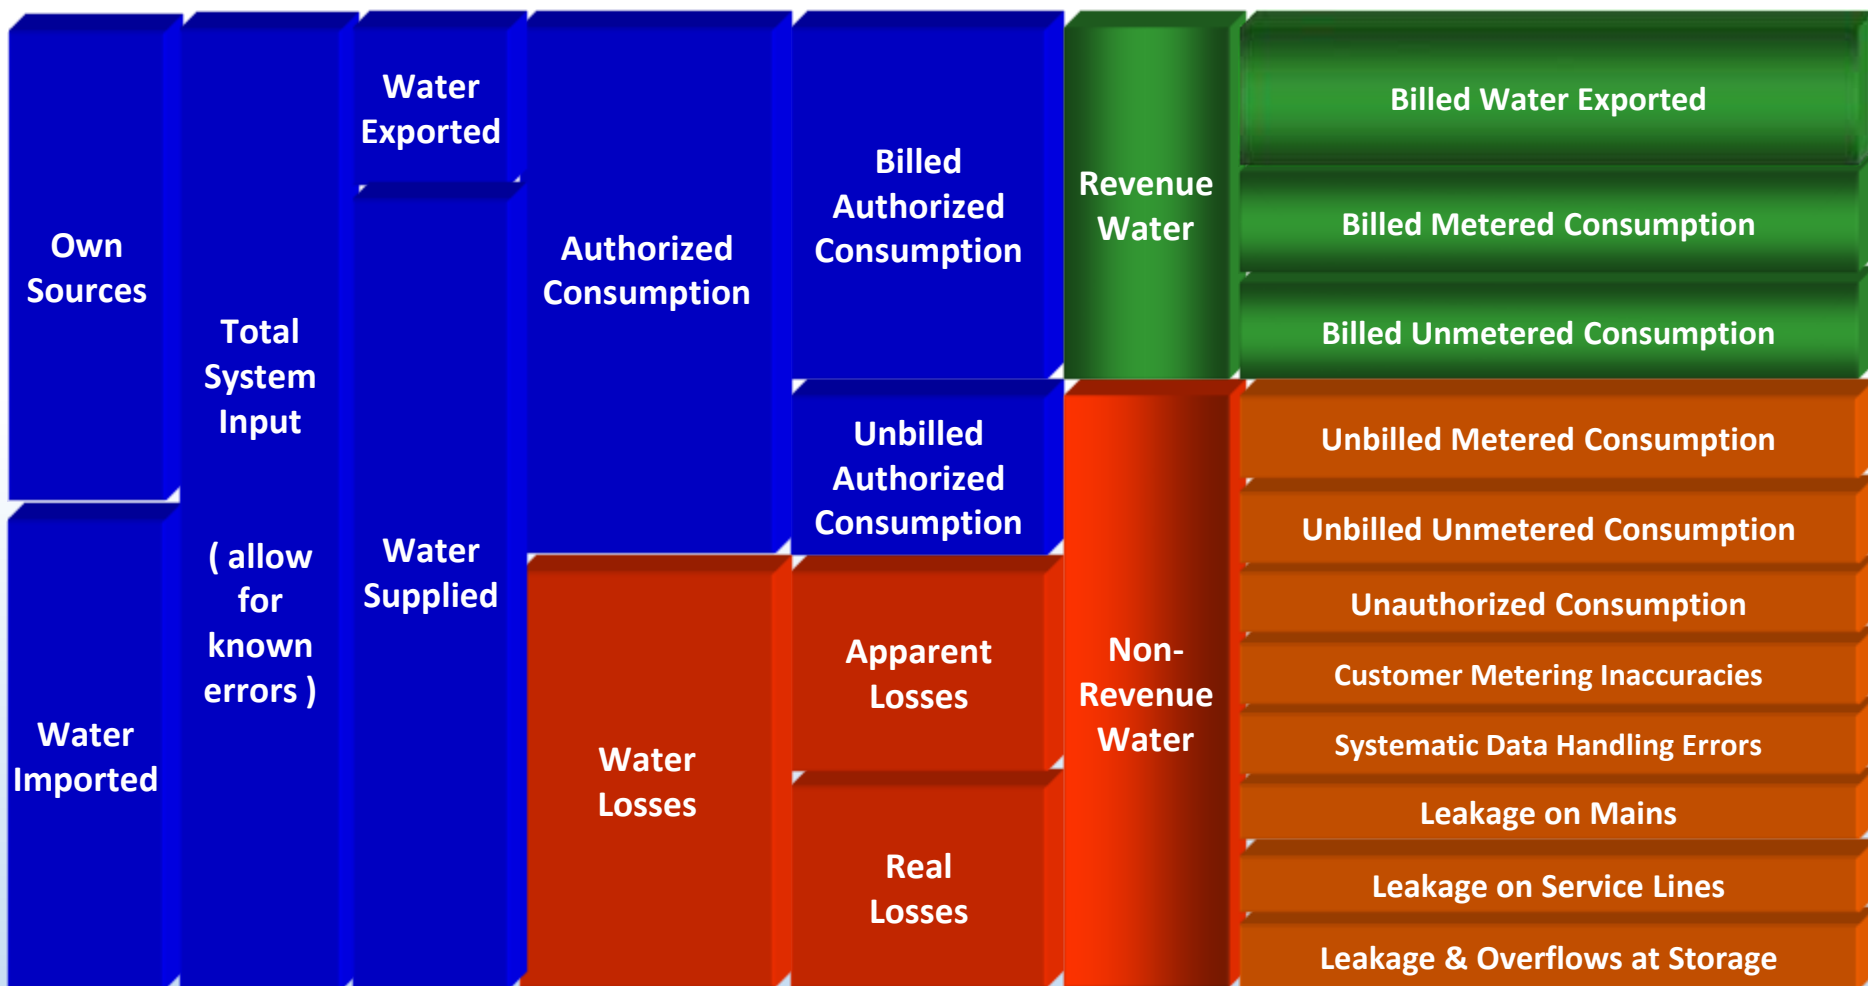 Own
Sources
Water
Imported
Total
System
Input
( allow
for
known
errors )
Water
Exported
Water
Supplied
Authorized
Consumption
Water
Losses
Billed
Authorized
Consumption
Unbilled
Authorized
Consumption
Apparent
Losses
Real
Losses
Revenue
Water
Non-
Revenue
Water
Billed Water Exported
Billed Metered Consumption
Billed Unmetered Consumption
Unbilled Metered Consumption
Unbilled Unmetered Consumption
Unauthorized Consumption
Customer Metering Inaccuracies
Systematic Data Handling Errors
Leakage on Mains
Leakage on Service Lines
Leakage & Overflows at Storage